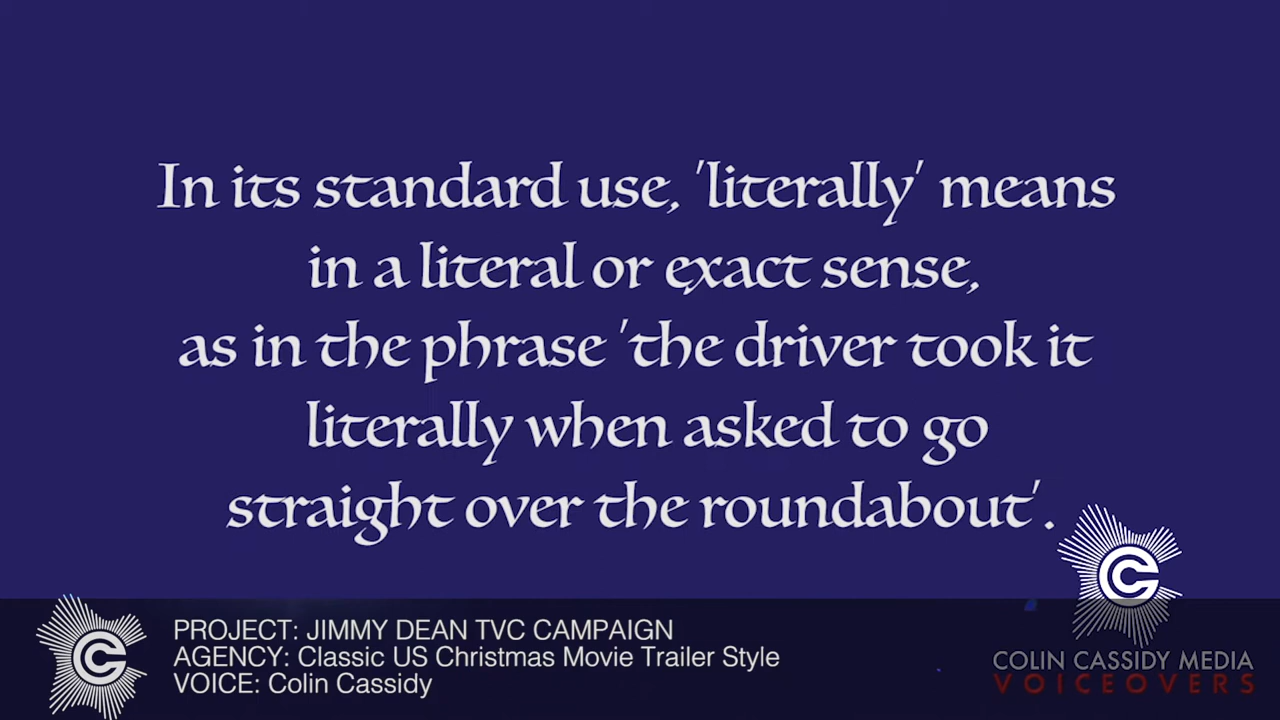 In its standard use, 'literally' means
in a literal or exact sense,
as in the phrase 'the driver took it
literally when asked to go
straight over the roundabout'.
PROJECT: JIMMY DEAN TVC CAMPAIGN
AGENCY: Classic US Christmas Movie Trailer Style
VOICE: Colin Cassidy
COLIN CASSIDY MEDIA
VOICEOVERS